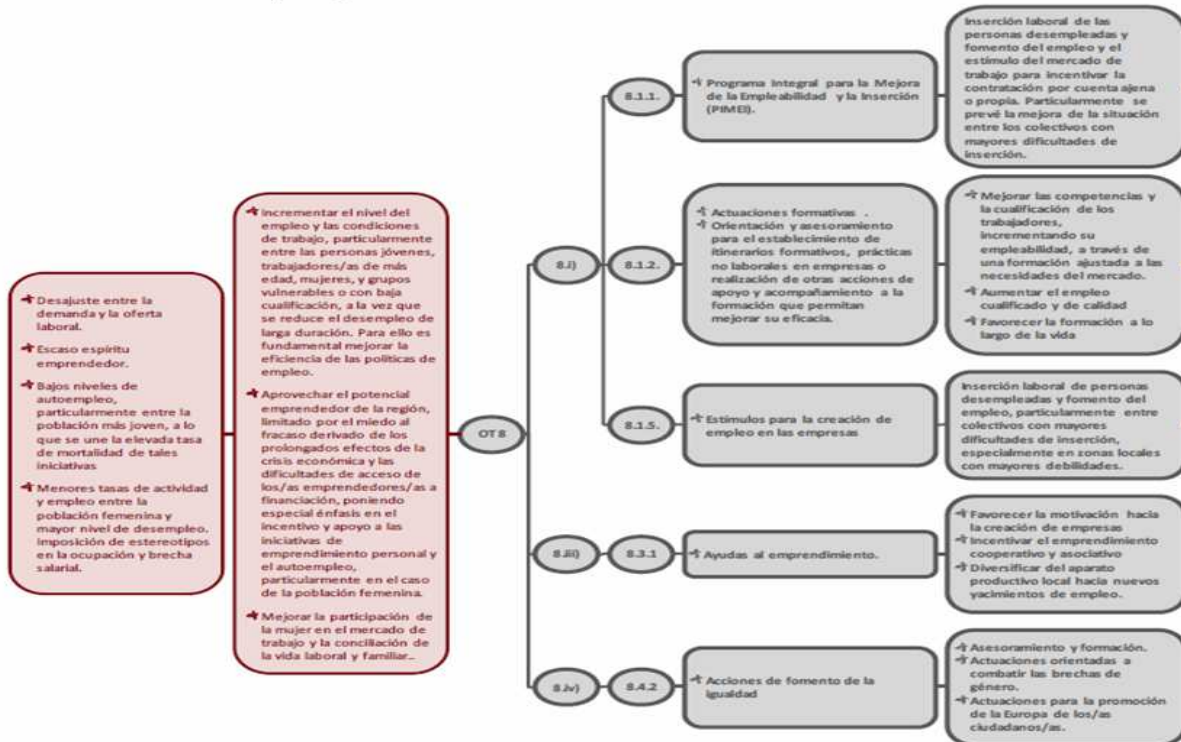 Desajuste entre la
demanda y la oferta
laboral.
Escaso espíritu
emprendedor.
Bajos niveles de
autoempleo,
particularmente entre la
población más joven, a lo
que se une la elevada tasa
de mortalidad de tales
iniciativas
Menores tasas de actividad
y empleo entre la
población femenina y
mayor nivel de desempleo.
Imposición de estereotipos
en la ocupación y brecha
salarial.
Incrementar el nivel del
empleo y las condiciones
de trabajo, particularmente
entre las personas jóvenes,
trabajadores/as de más
edad, mujeres, y grupos
vulnerables o con baja
cualificación, a la vez que
se reduce el desempleo de
larga duración. Para ello es
fundamental mejorar la
eficiencia de las políticas de
empleo.
Aprovechar el potencial
emprendedor de la región,
limitado por el miedo al
fracaso derivado de los
prolongados efectos de la
crisis económica y las
dificultades de acceso de
los/as emprendedores/as a
financiación, poniendo
especial énfasis en el
incentivo y apoyo a las
iniciativas de
emprendimiento personal y
el autoempleo,
particularmente en el caso
de la población femenina.
Mejorar la participación de
la mujer en el mercado de
trabajo y la conciliación de
la vida laboral y familiar..
OT 8
8.i)
8.1.1.
Programa Integral para la Mejora
de la Empleabilidad y la Inserción
(PIMEI).
Inserción laboral de las
personas desempleadas y
fomento del empleo y el
estímulo del mercado de
trabajo para incentivar la
contratación por cuenta ajena
o propia. Particularmente se
prevé la mejora de la situación
entre los colectivos con
mayores dificultades de
inserción.
8.1.2.
Actuaciones formativas .
Orientación y asesoramiento
para el establecimiento de
itinerarios formativos, prácticas
no laborales en empresas o
realización de otras acciones de
apoyo y acompañamiento a la
formación que permitan
mejorar su eficacia.
Mejorar las competencias y
la cualificación de los
trabajadores,
incrementando su
empleabilidad, a través de
una formación ajustada a las
necesidades del mercado.
Aumentar el empleo
cualificado y de calidad
Favorecer la formación a lo
largo de la vida
8.1.5.
Estímulos para la creación de
empleo en las empresas
Inserción laboral de personas
desempleadas y fomento del
empleo, particularmente entre
colectivos con mayores
dificultades de inserción,
especialmente en zonas locales
con mayores debilidades.
8.iii)
8.3.1
Ayudas al emprendimiento.
Favorecer la motivación hacia
la creación de empresas
Incentivar el emprendimiento
cooperativo y asociativo
Diversificar del aparato
productivo local hacia nuevos
yacimientos de empleo.
8.iv)
8.4.2
Acciones de fomento de la
igualdad
Asesoramiento y formación.
Actuaciones orientadas a
combatir las brechas de
género.
Actuaciones para la promoción
de la Europa de los/as
ciudadanos/as.